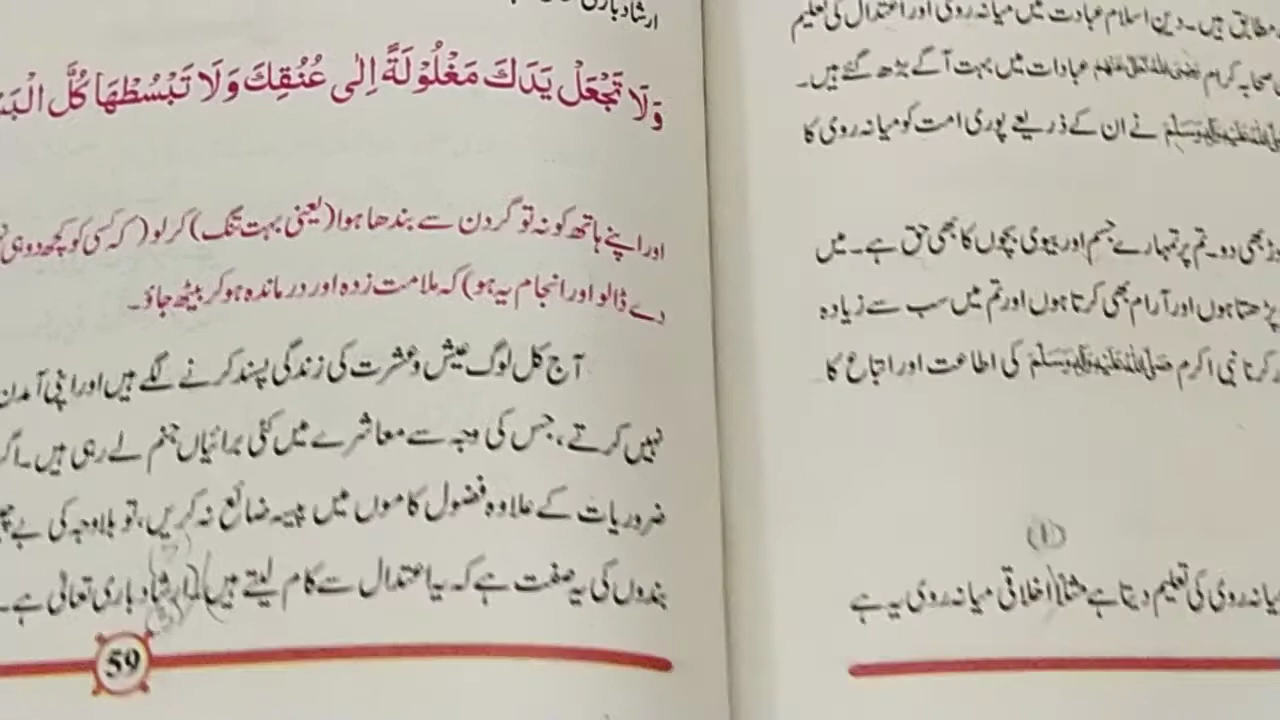 مطابق ہیں۔ دین اسلام عبادت میں میانہ روی اور اعتدال کی تعلیم
صحابہ کرام رضی اللہ عنہم عبادات میں بہت آگے بڑھ گئے ہیں۔
صلی اللہ علیہ وآلہ وسلم نے ان کے ذریعے پوری امت کو میانہ روی کا
بھی دو۔ تم پر تمہارے جسم اور بیوی بچوں کا بھی حق ہے۔ میں
پڑھتا ہوں اور آرام بھی کرتا ہوں اور تم میں سب سے زیادہ
کرنا نبی اکرم صلی اللہ علیہ وآلہ وسلم کی اطاعت اور اتباع کا
(۱)
میانہ روی کی تعلیم دیتا ہے مثلاً اخلاقی میانہ روی یہ ہے
ارشاد باری
وَلَا تَجْعَلْ يَدَكَ مَغْلُوْلَةً اِلٰى عُنُقِكَ وَلَا تَبْسُطْهَا كُلَّ
اور اپنے ہاتھ کو نہ تو گردن سے بندھا ہوا (یعنی بہت تنگ) کر لو (کہ کسی کو کچھ دو ہی
دے ڈالو اور انجام یہ ہو) کہ ملامت زدہ اور درماندہ ہو کر بیٹھ جاؤ۔
آج کل لوگ عیش و عشرت کی زندگی پسند کرنے لگے ہیں اور اپنی آمدن
نہیں کرتے، جس کی وجہ سے معاشرے میں کئی برائیاں جنم لے رہی ہیں۔ اگر
ضروریات کے علاوہ فضول کاموں میں پیسہ ضائع نہ کریں، تو بلاوجہ کی بے
بندوں کی یہ صفت ہے کہ یہ اعتدال سے کام لیتے ہیں۔ ارشاد باری تعالیٰ ہے۔
59